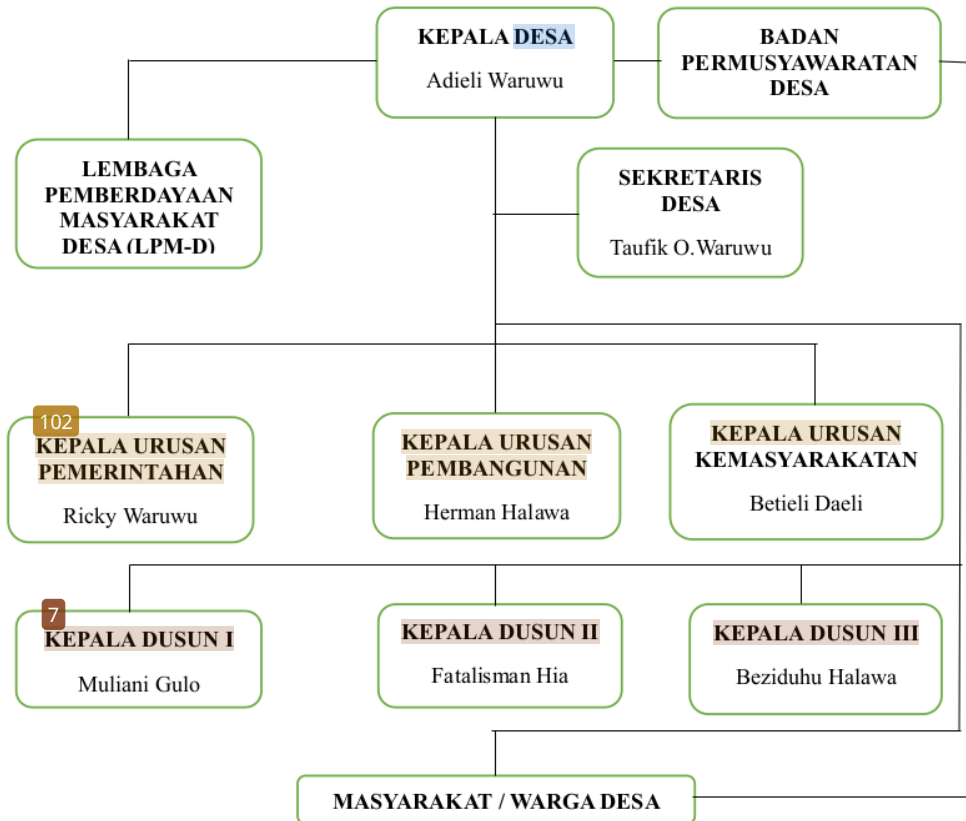 KEPALA DESA
Adieli Waruwu
BADAN
PERMUSYAWARATAN
DESA
LEMBAGA
PEMBERDAYAAN
MASYARAKAT
DESA (LPM-D)
SEKRETARIS
DESA
Taufik O.Waruwu
102
KEPALA URUSAN
PEMERINTAHAN
Ricky Waruwu
KEPALA URUSAN
PEMBANGUNAN
Herman Halawa
KEPALA URUSAN
KEMASYARAKATAN
Betieli Daeli
7
KEPALA DUSUN I
Muliani Gulo
KEPALA DUSUN II
Fatalisman Hia
KEPALA DUSUN III
Beziduhu Halawa
MASYARAKAT / WARGA DESA